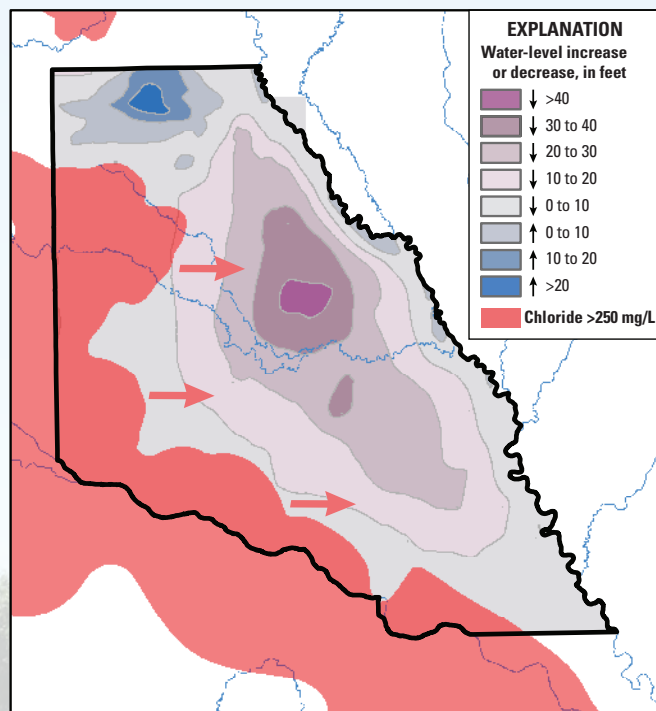 EXPLANATION
Water-level increase
or decrease, in feet
↓ >40
↓ 30 to 40
↓ 20 to 30
↓ 10 to 20
↓ 0 to 10
↑ 0 to 10
↑ 10 to 20
↑ >20
Chloride >250 mg/L